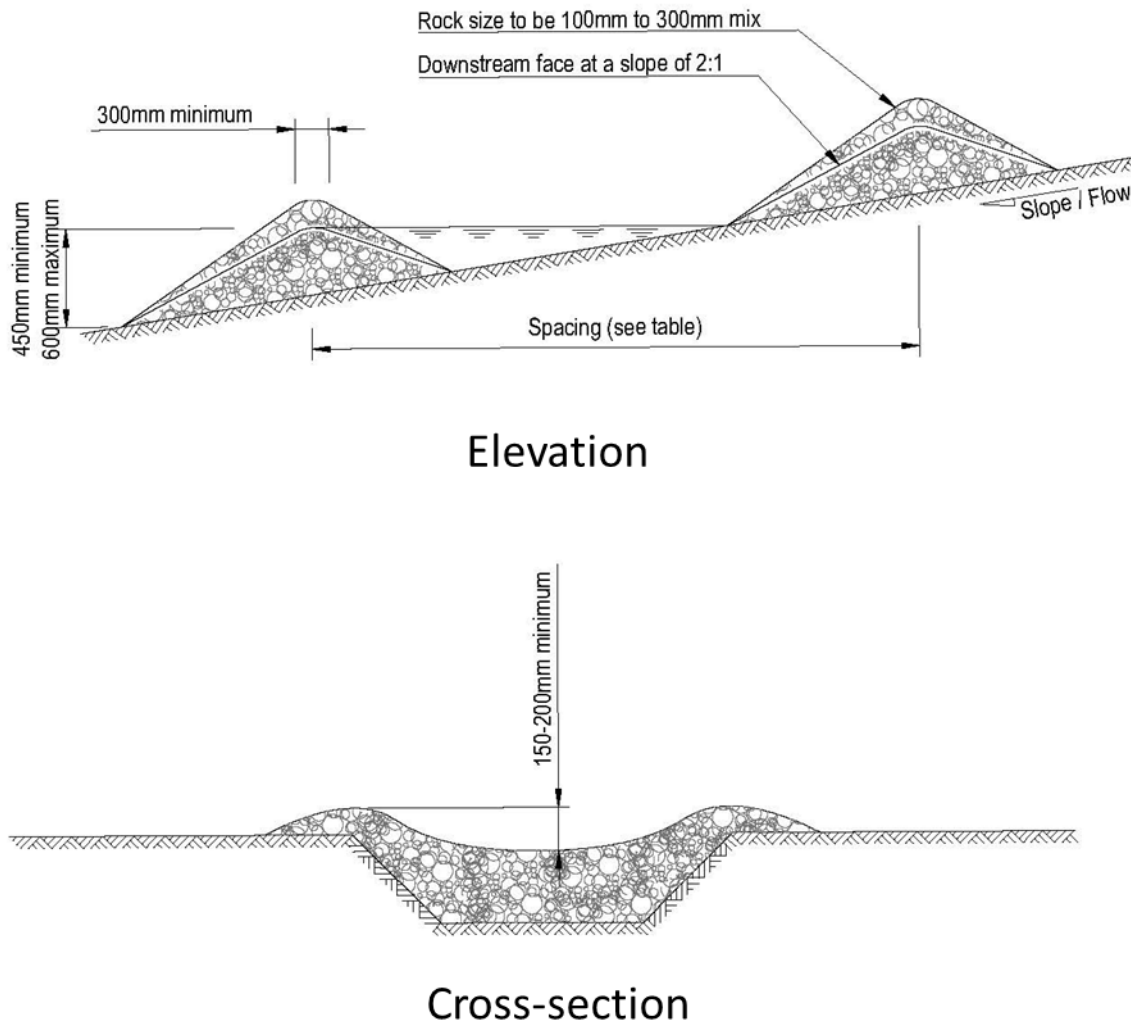 Rock size to be 100mm to 300mm mix
Downstream face at a slope of 2:1
300mm minimum
Slope / Flow
450mm minimum
600mm maximum
Spacing (see table)
Elevation
150-200mm minimum
Cross-section